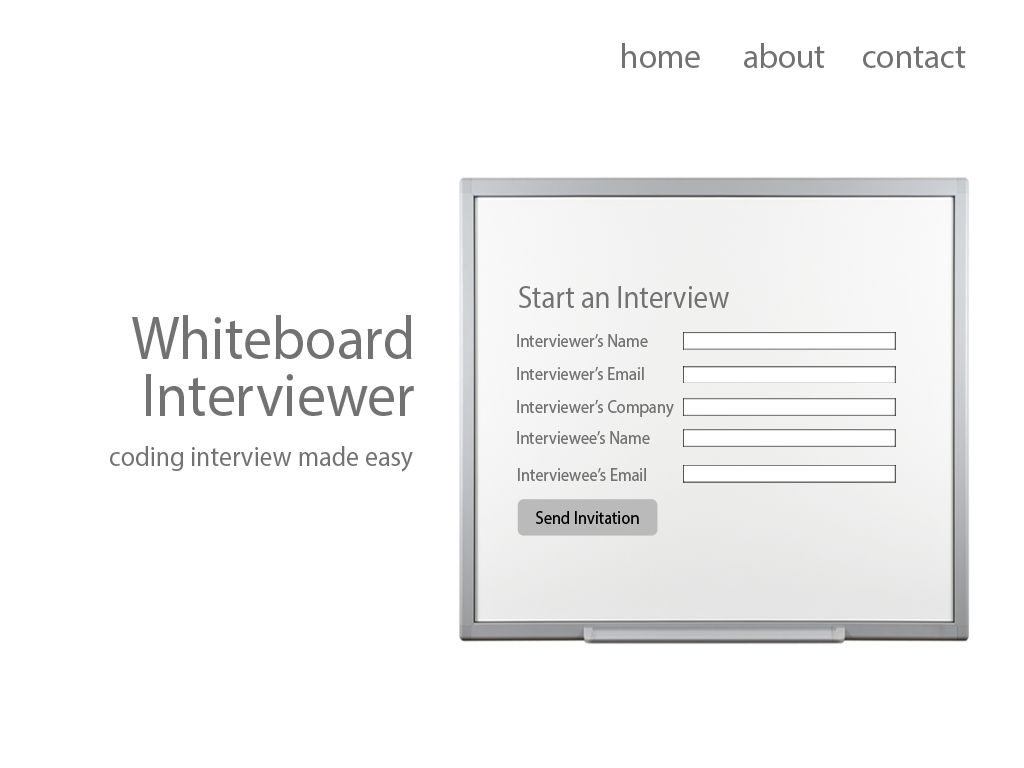 home about contact
Whiteboard
Interviewer
coding interview made easy
Start an Interview
Interviewer’s Name
Interviewer’s Email
Interviewer’s Company
Interviewee’s Name
Interviewee’s Email
Send Invitation